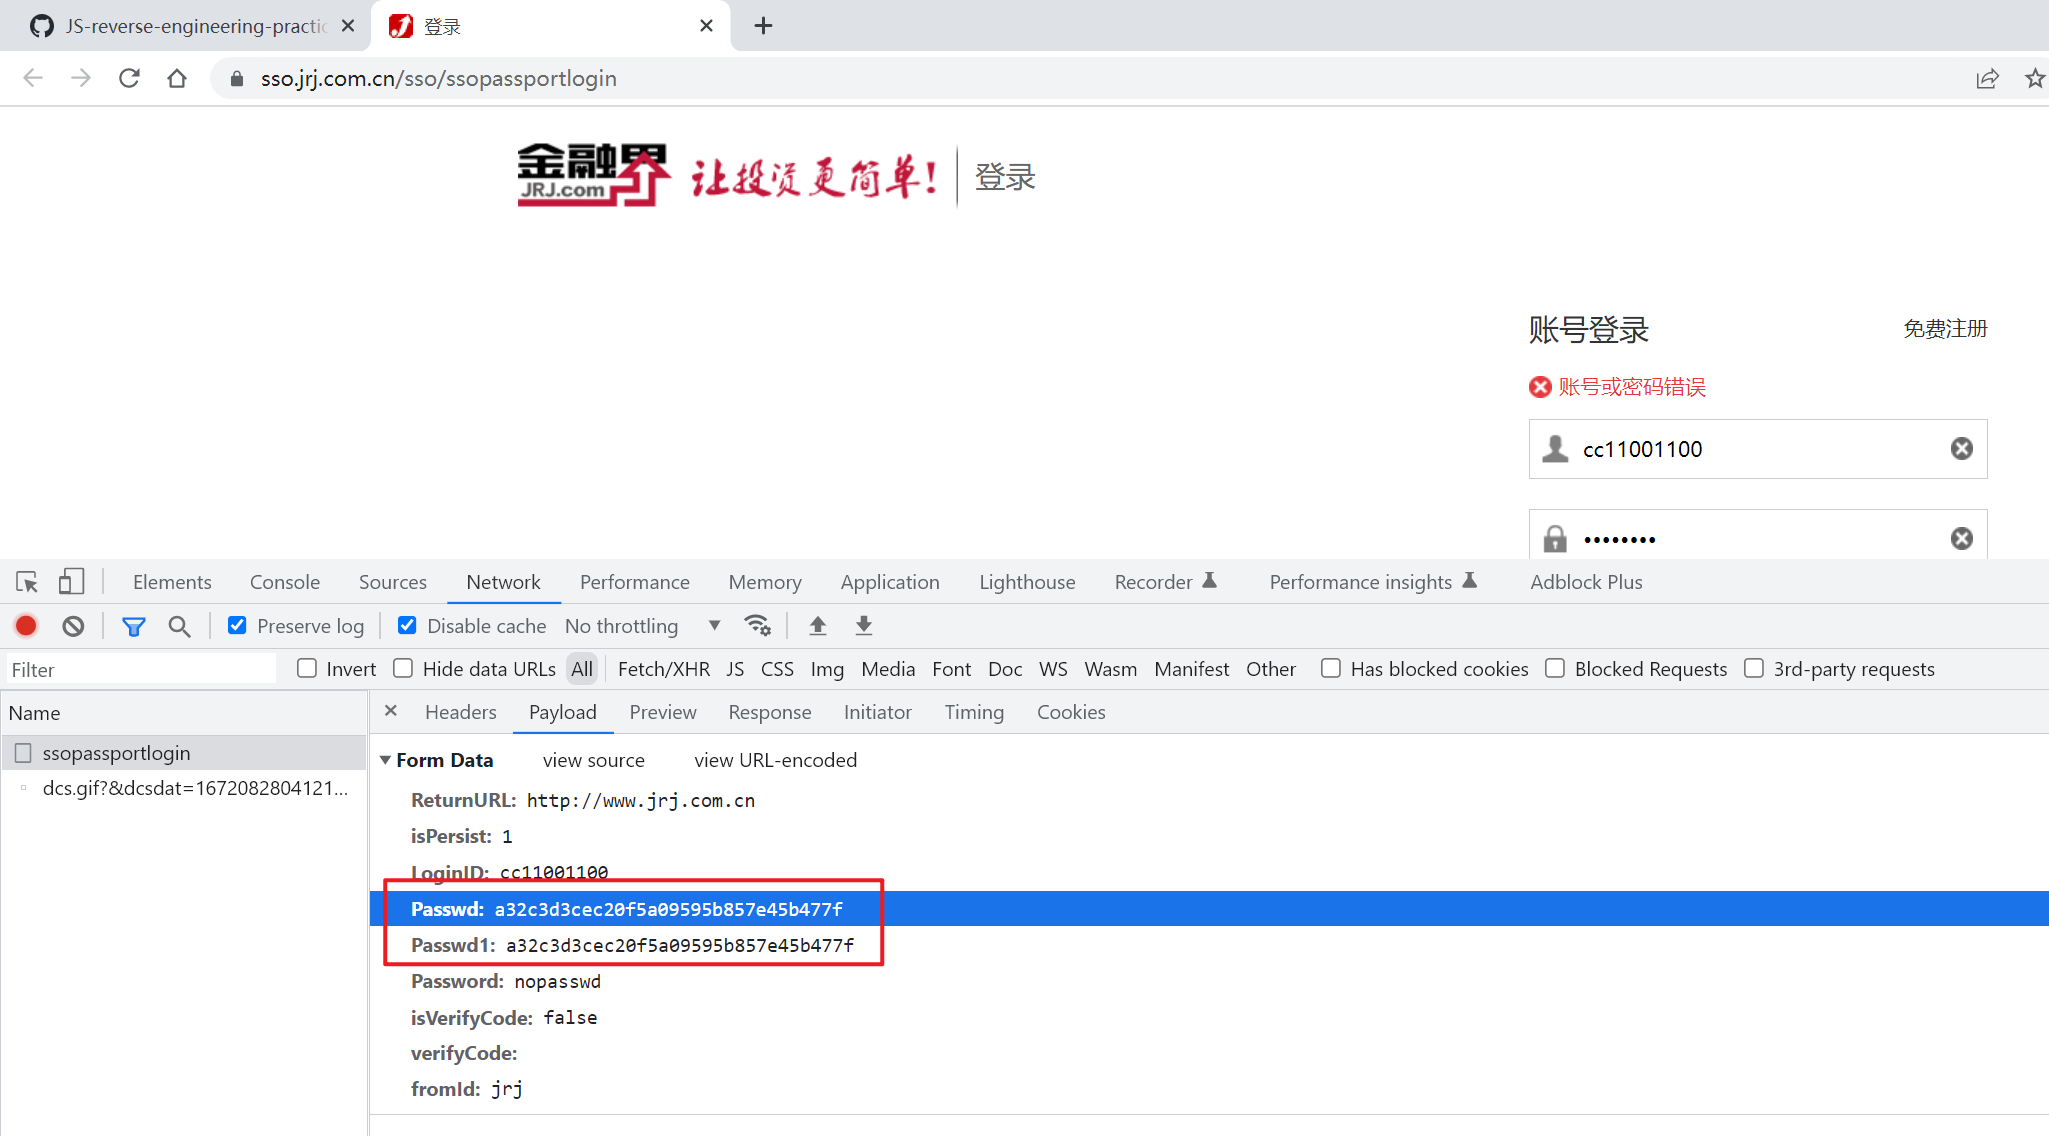 JS-reverse-engineering-practic
登录
sso.jrj.com.cn/sso/ssopassportlogin
金融界
JRJ.com
让投资更简单!
登录
账号登录
免费注册
账号或密码错误
cc11001100
••••••••
Elements Console Sources Network Performance Memory Application Lighthouse Recorder Performance insights Adblock Plus
Preserve log Disable cache No throttling
Filter Invert Hide data URLs All Fetch/XHR JS CSS Img Media Font Doc WS Wasm Manifest Other Has blocked cookies Blocked Requests 3rd-party requests
Name
Headers Payload Preview Response Initiator Timing Cookies
ssopassportlogin
dcs.gif?&dcsdat=1672082804121...
Form Data view source view URL-encoded
ReturnURL: http://www.jrj.com.cn
isPersist: 1
LoginID: cc11001100
Passwd: a32c3d3cec20f5a09595b857e45b477f
Passwd1: a32c3d3cec20f5a09595b857e45b477f
Password: nopasswd
isVerifyCode: false
verifyCode:
fromId: jrj